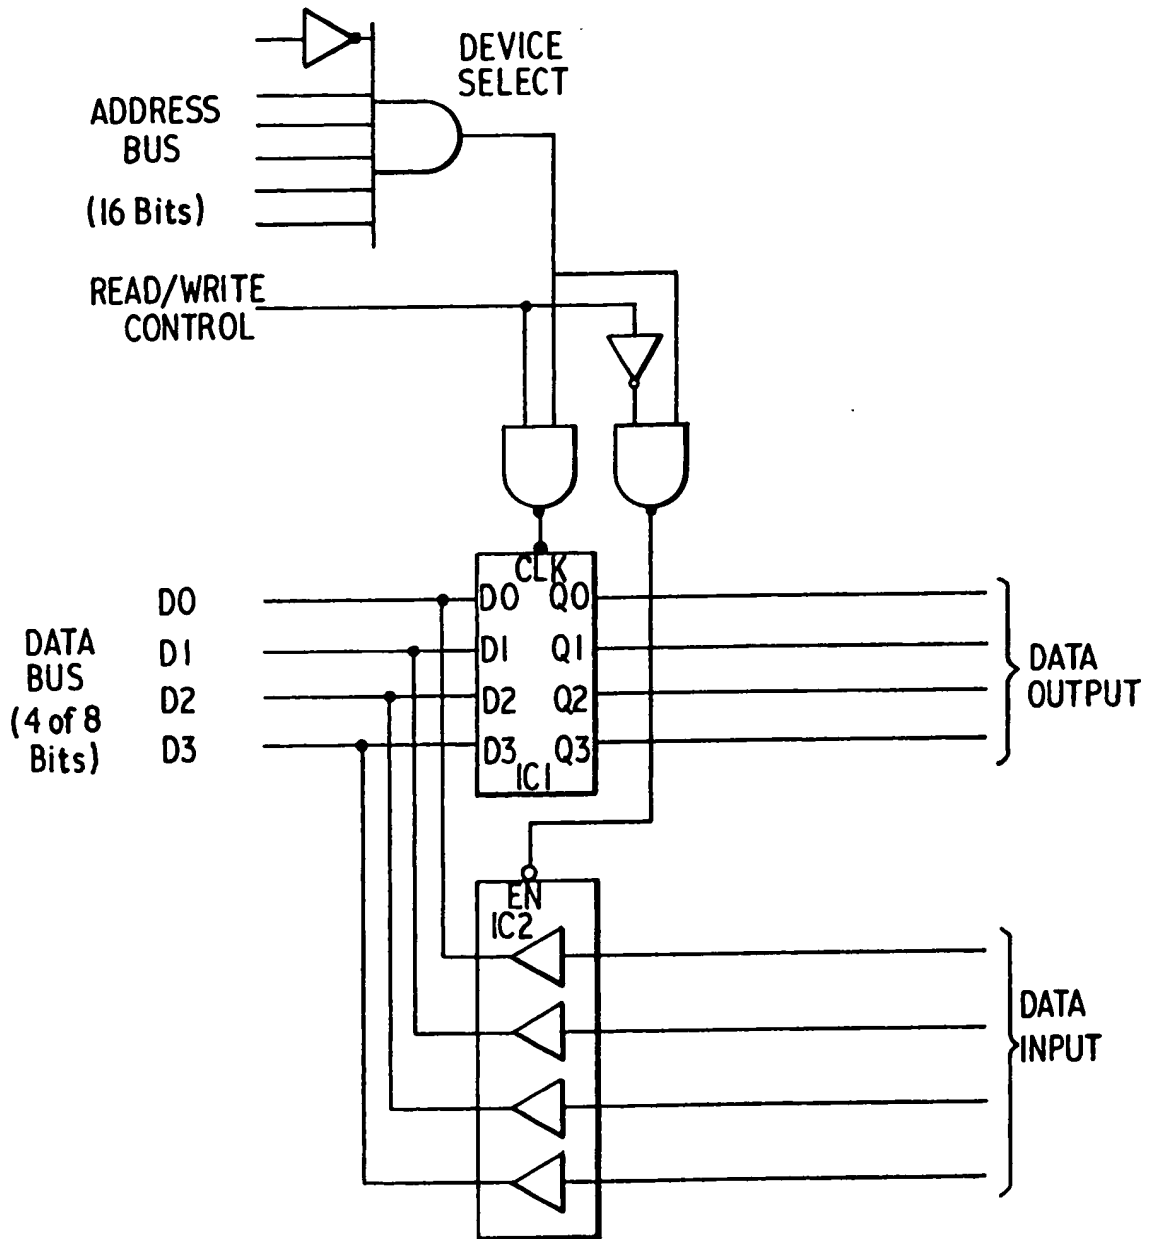 DEVICE
SELECT
ADDRESS
BUS
(16 Bits)
READ/WRITE
CONTROL
CLK
D0
D1
D2
D3
DATA
BUS
(4 of 8
Bits)
D0 Q0
D1 Q1
D2 Q2
D3 Q3
IC1
DATA
OUTPUT
EN
IC2
DATA
INPUT